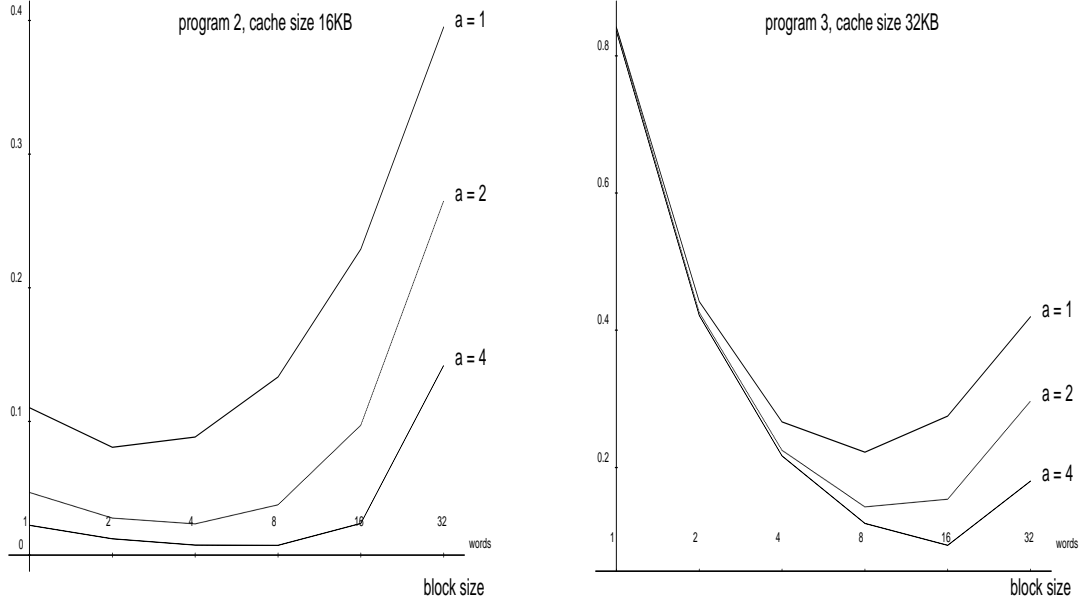 program 2, cache size 16KB
0.4
a = 1
0.3
a = 2
0.2
a = 4
0.1
1 2 4 8 16 32
0
words
block size
program 3, cache size 32KB
0.8
0.6
0.4
a = 1
a = 2
0.2
a = 4
1 2 4 8 16 32 words
block size